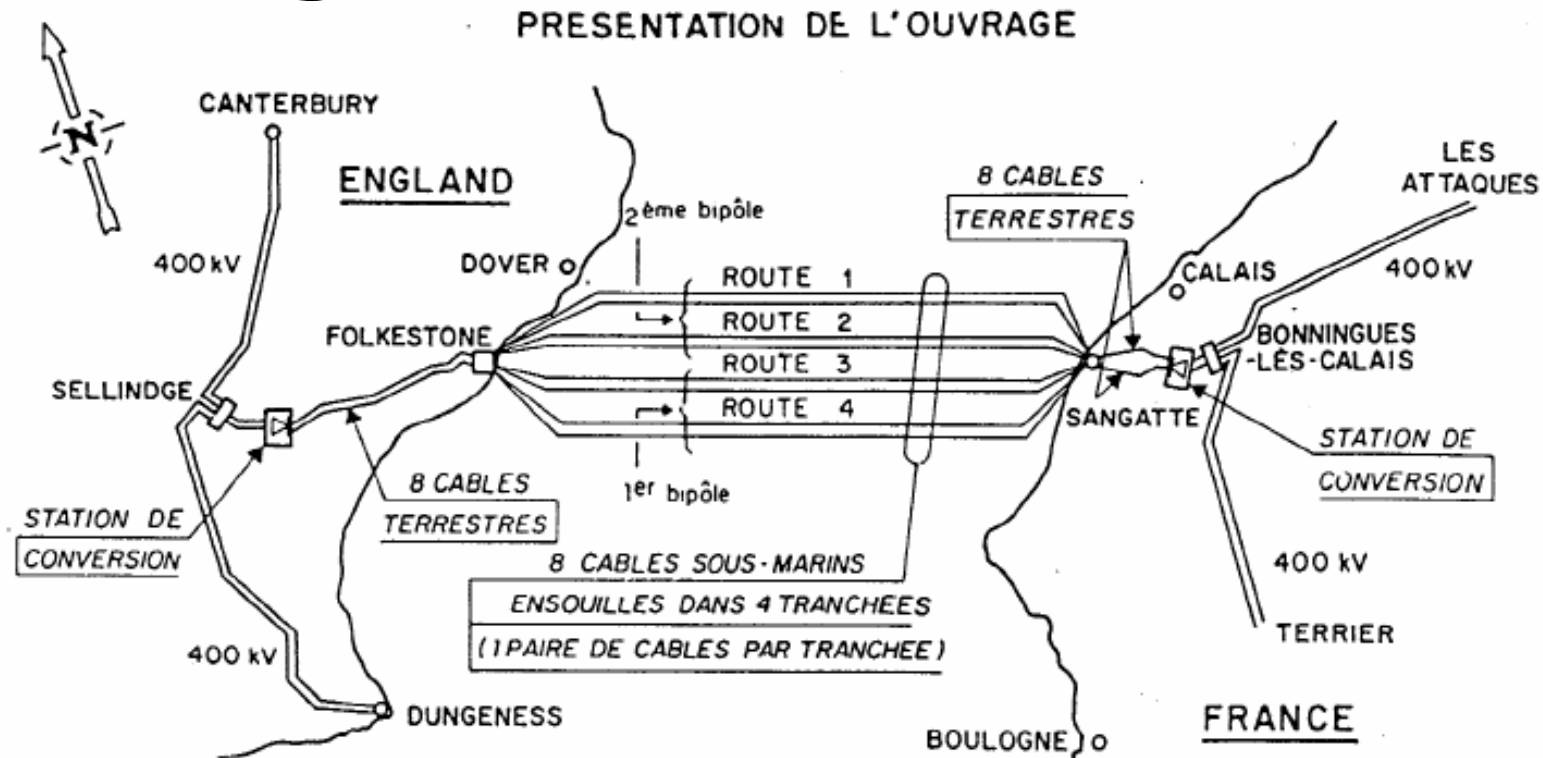 PRESENTATION DE L'OUVRAGE
N
CANTERBURY
ENGLAND
400 kV
DOVER
FOLKESTONE
SELLINDGE
STATION DE
CONVERSION
8 CABLES
TERRESTRES
400 kV
DUNGENESS
2ème bipôle
ROUTE 1
ROUTE 2
ROUTE 3
ROUTE 4
1er bipôle
8 CABLES SOUS-MARINS
ENSOUILLES DANS 4 TRANCHÉES
(1 PAIRE DE CABLES PAR TRANCHÉE)
8 CABLES
TERRESTRES
LES
ATTAQUES
400 kV
CALAIS
BONNINGUES
-LÈS-CALAIS
SANGATTE
STATION DE
CONVERSION
400 kV
TERRIER
BOULOGNE
FRANCE